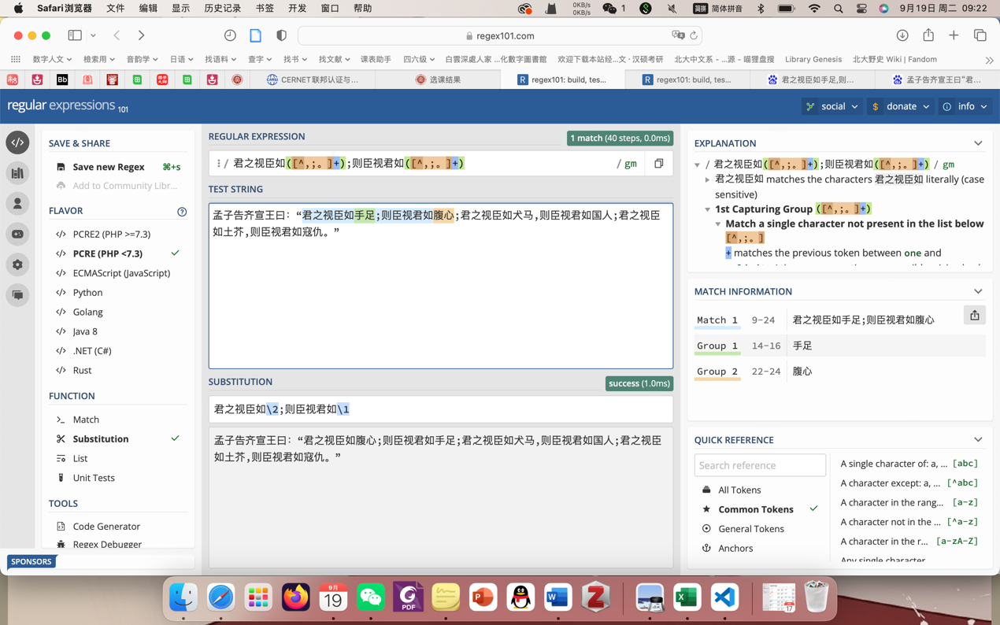 Safari浏览器 文件 编辑 显示 历史记录 书签 开发 窗口 帮助 0KB/s 0KB/s 1 简拼 简体拼音 9月19日 周二 09:22
regex101.com
数字人文 檢索用 音韵学 日语 找语料 查字 找书 找文献 课表助手 四六级 白雲深處人家 ...化數字圖書館 欢迎下载本站经...文 · 汉硕考研 北大中文系 - ...源 - 喵狸盘搜 Library Genesis 北大野史 Wiki | Fandom
Bb CERNET联邦认证与... 选课结果 R regex101: build, tes... R regex101: build, tes... 君之视臣如手足,则... 孟子告齐宣王曰“君...
regular expressions 101 social $ donate info
SAVE & SHARE
Save new Regex ⌘+s
Add to Community Libr...
FLAVOR
</> PCRE2 (PHP >=7.3)
</> PCRE (PHP <7.3)
</> ECMAScript (JavaScript)
</> Python
</> Golang
</> Java 8
</> .NET (C#)
</> Rust
FUNCTION
>_ Match
Substitution
List
Unit Tests
TOOLS
Code Generator
Regex Debugger
SPONSORS
REGULAR EXPRESSION 1 match (40 steps, 0.0ms)
/ 君之视臣如([^,;。]+);则臣视君如([^,;。]+) / gm
TEST STRING
孟子告齐宣王曰：“君之视臣如手足;则臣视君如腹心;君之视臣如犬马,则臣视君如国人;君之视臣
如土芥,则臣视君如寇仇。”
SUBSTITUTION success (1.0ms)
君之视臣如\2;则臣视君如\1
孟子告齐宣王曰：“君之视臣如腹心;则臣视君如手足;君之视臣如犬马,则臣视君如国人;君之视臣
如土芥,则臣视君如寇仇。”
EXPLANATION
/ 君之视臣如([^,;。]+);则臣视君如([^,;。]+) / gm
君之视臣如 matches the characters 君之视臣如 literally (case
sensitive)
1st Capturing Group ([^,;。]+)
Match a single character not present in the list below
[^,;。]
+ matches the previous token between one and
MATCH INFORMATION
Match 1 9-24 君之视臣如手足;则臣视君如腹心
Group 1 14-16 手足
Group 2 22-24 腹心
QUICK REFERENCE
Search reference
All Tokens
Common Tokens
General Tokens
Anchors
A single character of: a, ... [abc]
A character except: a, ... [^abc]
A character in the rang... [a-z]
A character not in the ... [^a-z]
A character in the r... [a-zA-Z]
Any single character
9月 19 PDF P W Z X 17